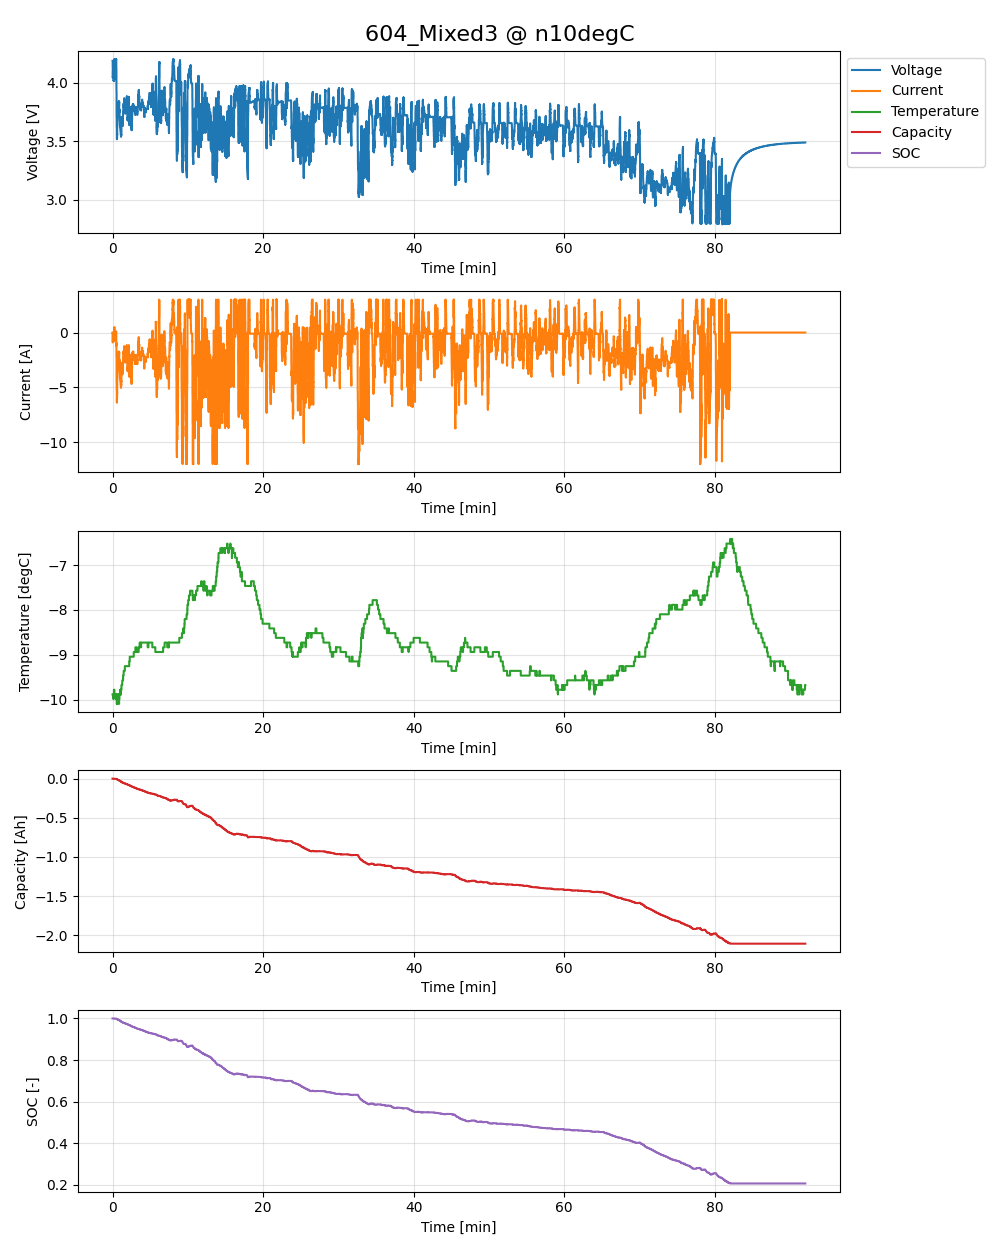 604_Mixed3 @ n10degC
4.0
3.5
3.0
Voltage [V]
0 20 40 60 80
Time [min]
Voltage
Current
Temperature
Capacity
SOC
0
−5
−10
Current [A]
0 20 40 60 80
Time [min]
−7
−8
−9
−10
Temperature [degC]
0 20 40 60 80
Time [min]
0.0
−0.5
−1.0
−1.5
−2.0
Capacity [Ah]
0 20 40 60 80
Time [min]
1.0
0.8
0.6
0.4
0.2
SOC [-]
0 20 40 60 80
Time [min]